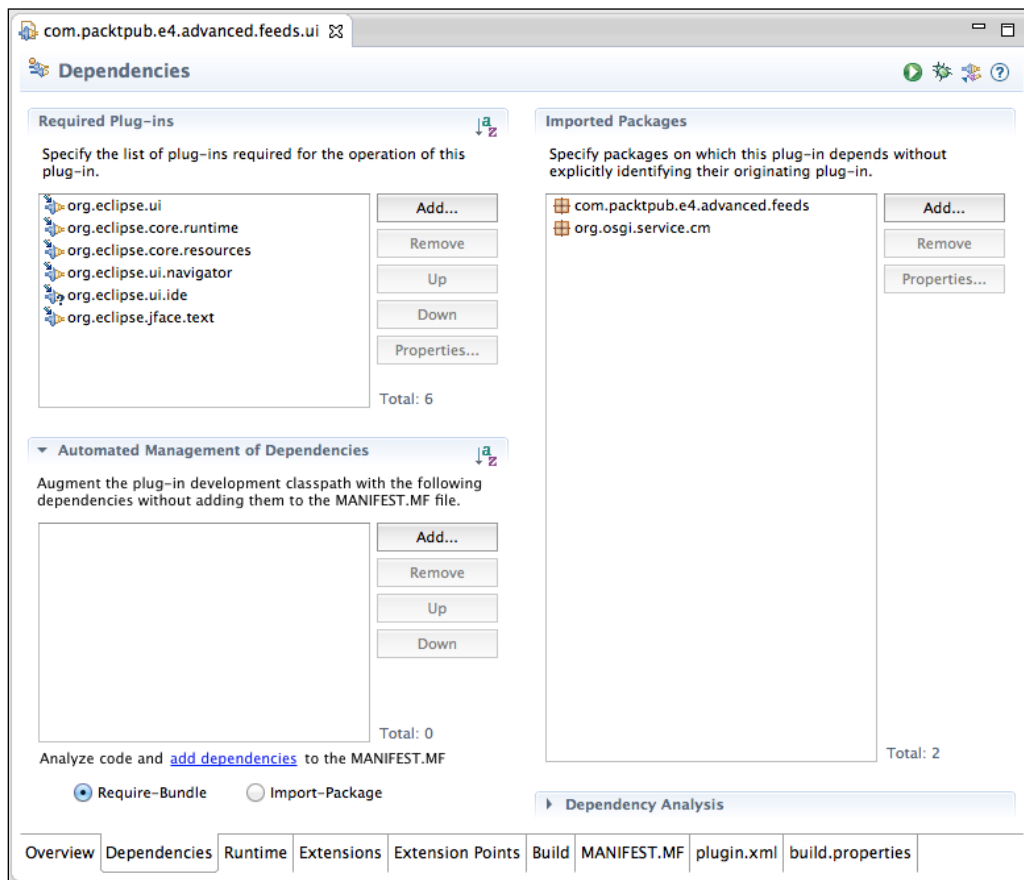 com.packtpub.e4.advanced.feeds.ui
Dependencies
Required Plug-ins
Specify the list of plug-ins required for the operation of this
plug-in.
org.eclipse.ui
org.eclipse.core.runtime
org.eclipse.core.resources
org.eclipse.ui.navigator
org.eclipse.ui.ide
org.eclipse.jface.text
Add...
Remove
Up
Down
Properties...
Total: 6
Automated Management of Dependencies
Augment the plug-in development classpath with the following
dependencies without adding them to the MANIFEST.MF file.
Add...
Remove
Up
Down
Total: 0
Analyze code and add dependencies to the MANIFEST.MF
Require-Bundle Import-Package
Imported Packages
Specify packages on which this plug-in depends without
explicitly identifying their originating plug-in.
com.packtpub.e4.advanced.feeds
org.osgi.service.cm
Add...
Remove
Properties...
Total: 2
Dependency Analysis
Overview Dependencies Runtime Extensions Extension Points Build MANIFEST.MF plugin.xml build.properties